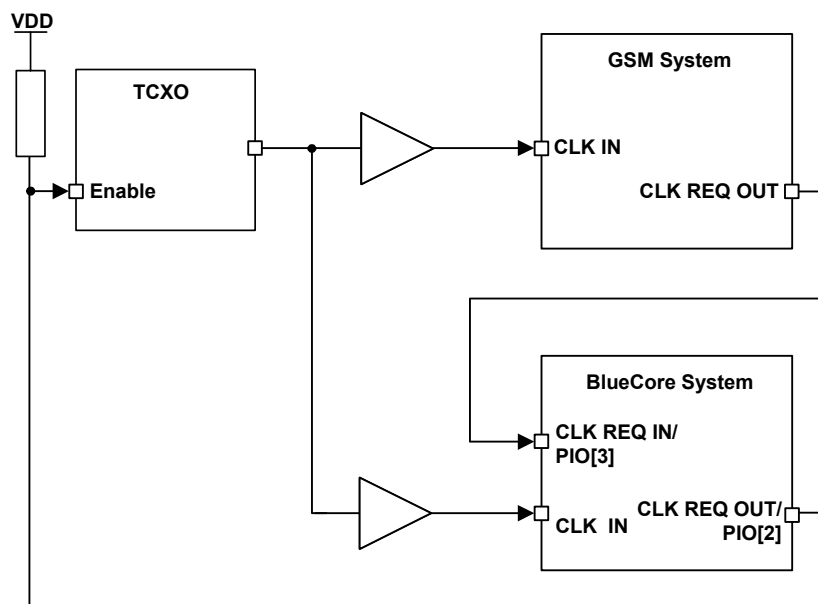 VDD
TCXO
Enable
GSM System
CLK IN
CLK REQ OUT
BlueCore System
CLK REQ IN/
PIO[3]
CLK REQ OUT/
PIO[2]
CLK IN